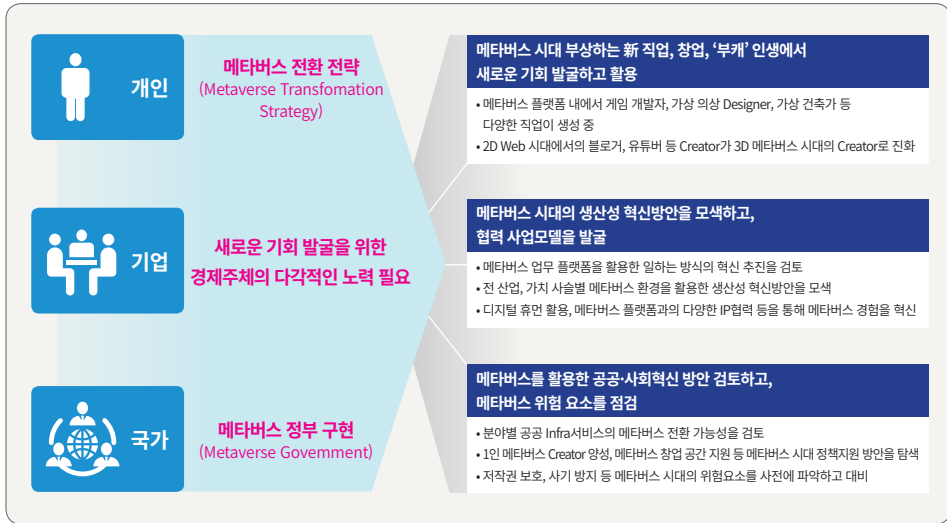 개인
메타버스 전환 전략
(Metaverse Transfomation
Strategy)
메타버스 시대 부상하는 新 직업, 창업, ‘부캐’ 인생에서
새로운 기회 발굴하고 활용
• 메타버스 플랫폼 내에서 게임 개발자, 가상 의상 Designer, 가상 건축가 등
다양한 직업이 생성 중
• 2D Web 시대에서의 블로거, 유튜버 등 Creator가 3D 메타버스 시대의 Creator로 진화
기업
새로운 기회 발굴을 위한
경제주체의 다각적인 노력 필요
메타버스 시대의 생산성 혁신방안을 모색하고,
협력 사업모델을 발굴
• 메타버스 업무 플랫폼을 활용한 일하는 방식의 혁신 추진을 검토
• 전 산업, 가치 사슬별 메타버스 환경을 활용한 생산성 혁신방안을 모색
• 디지털 휴먼 활용, 메타버스 플랫폼과의 다양한 IP협력 등을 통해 메타버스 경험을 혁신
국가
메타버스 정부 구현
(Metaverse Govemment)
메타버스를 활용한 공공·사회혁신 방안 검토하고,
메타버스 위험 요소를 점검
• 분야별 공공 Infra서비스의 메타버스 전환 가능성을 검토
• 1인 메타버스 Creator 양성, 메타버스 창업 공간 지원 등 메타버스 시대 정책지원 방안을 탐색
• 저작권 보호, 사기 방지 등 메타버스 시대의 위험요소를 사전에 파악하고 대비